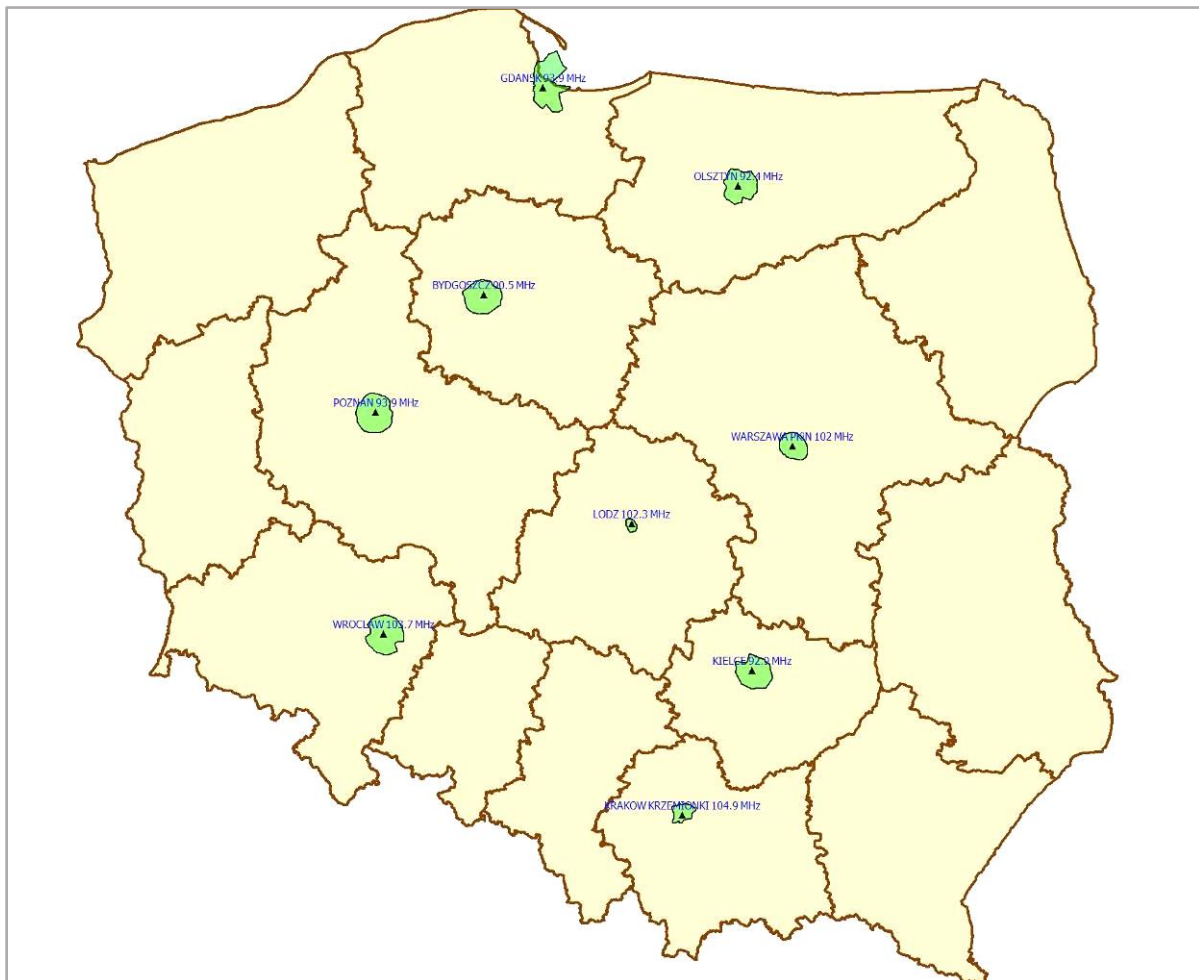 GDANSK 93.9 MHz
OLSZTYN 92.4 MHz
BYDGOSZCZ 90.5 MHz
POZNAN 93.9 MHz
WARSZAWA PKIN 102 MHz
LODZ 102.3 MHz
WROCLAW 103.7 MHz
KIELCE 92.3 MHz
KRAKOW KRZEMIONKI 104.9 MHz